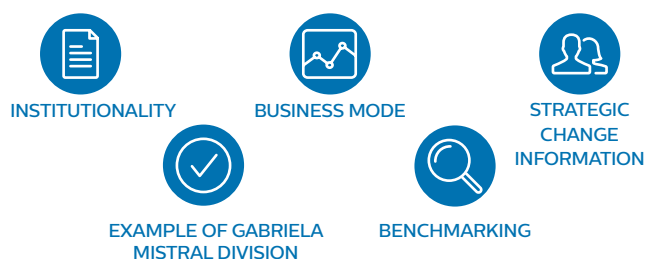 INSTITUTIONALITY
BUSINESS MODE
STRATEGIC
CHANGE
INFORMATION
EXAMPLE OF GABRIELA
MISTRAL DIVISION
BENCHMARKING